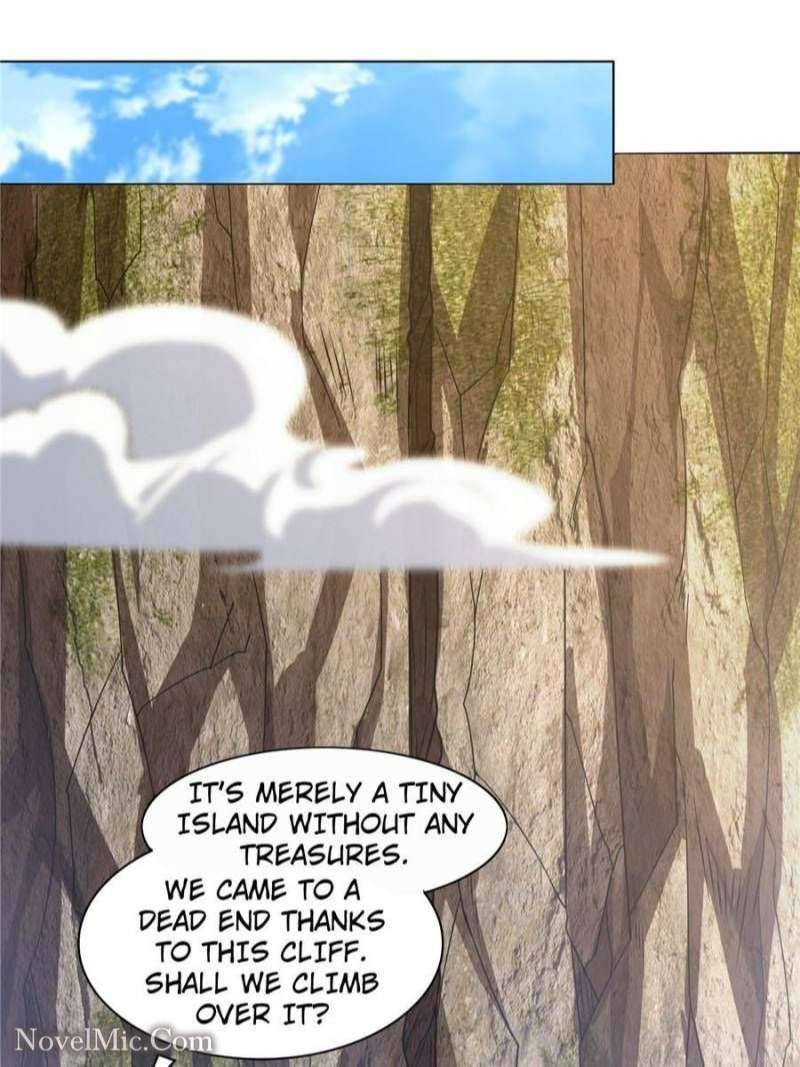 IT'S MERELY A TINY
ISLAND WITHOUT ANY
TREASURES.
WE CAME TO A
DEAD END THANKS
TO THIS CLIFF.
SHALL WE CLIMB
OVER IT?
NovelMic.Com